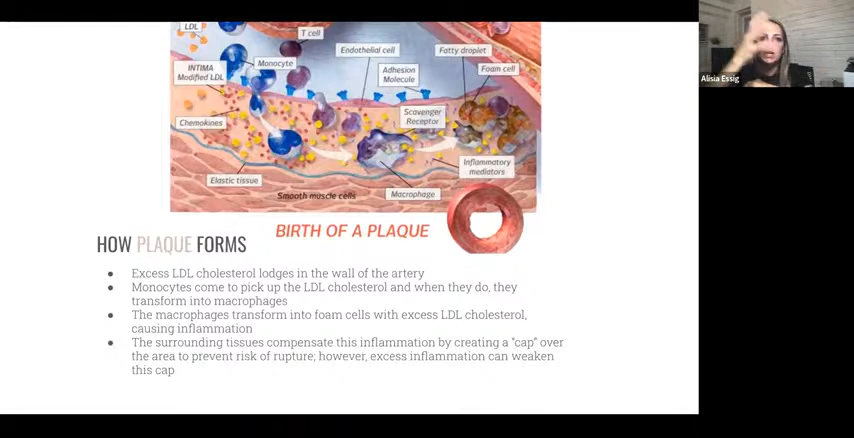 LDL
T cell
Endothelial cell
Fatty droplet
Monocyte
INTIMA
Modified LDL
Adhesion
Molecule
Foam cell
Chemokines
Scavenger
Receptor
Elastic tissue
Inflammatory
mediators
Smooth muscle cells
Macrophage
BIRTH OF A PLAQUE
HOW PLAQUE FORMS
● Excess LDL cholesterol lodges in the wall of the artery
● Monocytes come to pick up the LDL cholesterol and when they do, they
transform into macrophages
● The macrophages transform into foam cells with excess LDL cholesterol,
causing inflammation
● The surrounding tissues compensate this inflammation by creating a "cap" over
the area to prevent risk of rupture; however, excess inflammation can weaken
this cap
Alisia Essig